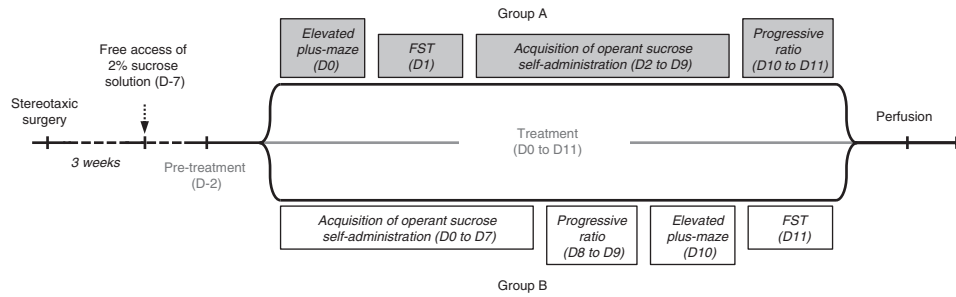 Group A
Free access of
2% sucrose
solution (D-7)
Stereotaxic
surgery
3 weeks
Pre-treatment
(D-2)
Elevated
plus-maze
(D0)
FST
(D1)
Acquisition of operant sucrose
self-administration (D2 to D9)
Progressive
ratio
(D10 to D11)
Treatment
(D0 to D11)
Perfusion
Acquisition of operant sucrose
self-administration (D0 to D7)
Progressive
ratio
(D8 to D9)
Elevated
plus-maze
(D10)
FST
(D11)
Group B